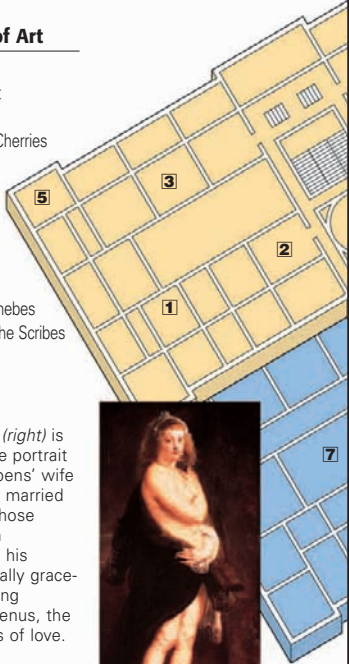 of Art
Cherries
5
3
2
1
hebes
he Scribes
7
(right) is
e portrait
bens' wife
married
hose
his
ally grace-
ng
enus, the
s of love.